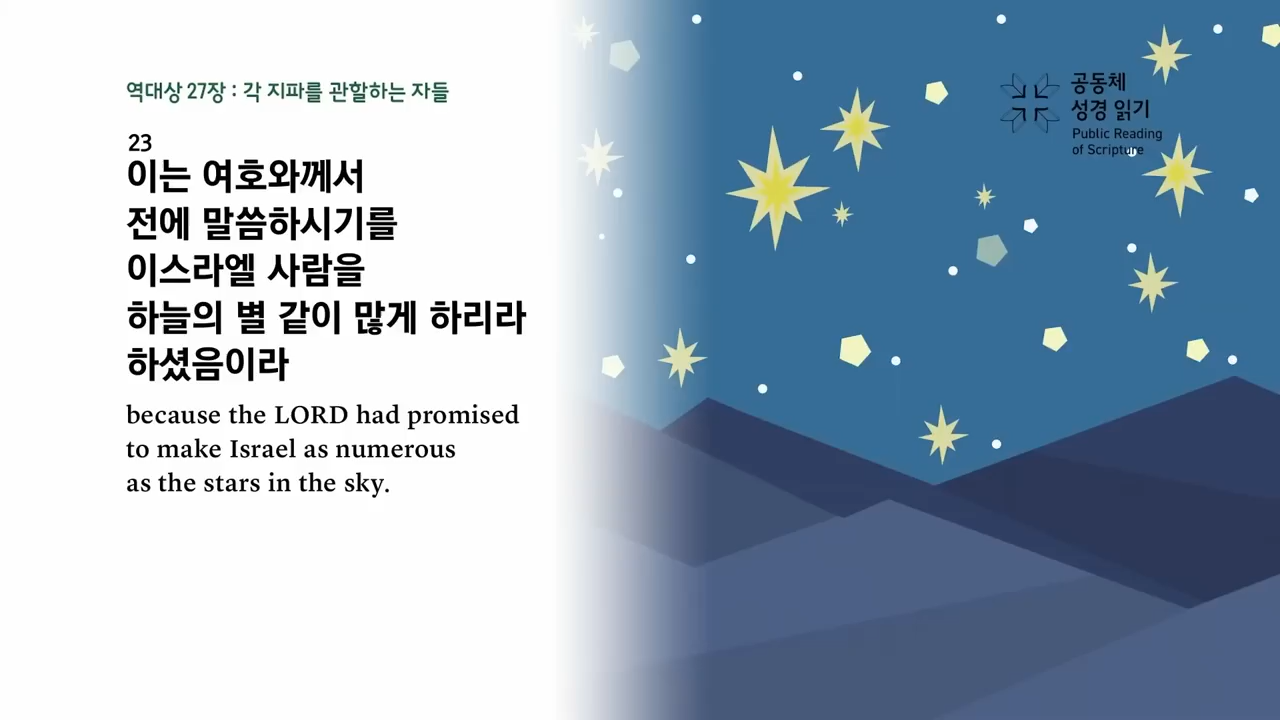 역대상 27장 : 각 지파를 관할하는 자들
23
이는 여호와께서
전에 말씀하시기를
이스라엘 사람을
하늘의 별 같이 많게 하리라
하셨음이라
because the LORD had promised
to make Israel as numerous
as the stars in the sky.
공동체
성경 읽기
Public Reading
of Scripture